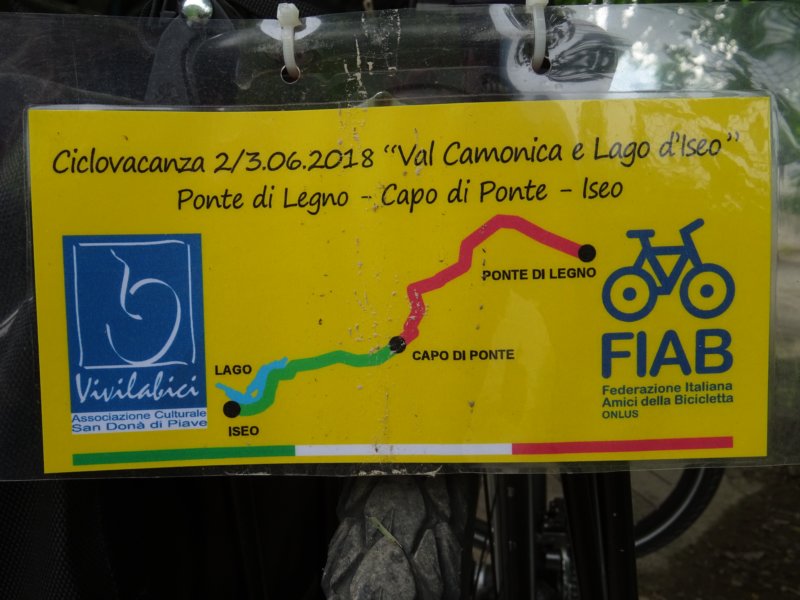 Ciclovacanza 2/3.06.2018 “Val Camonica e Lago d'Iseo”
Ponte di Legno - Capo di Ponte - Iseo
PONTE DI LEGNO
CAPO DI PONTE
LAGO
ISEO
Vivilabici
Associazione Culturale
San Donà di Piave
FIAB
Federazione Italiana
Amici della Bicicletta
ONLUS